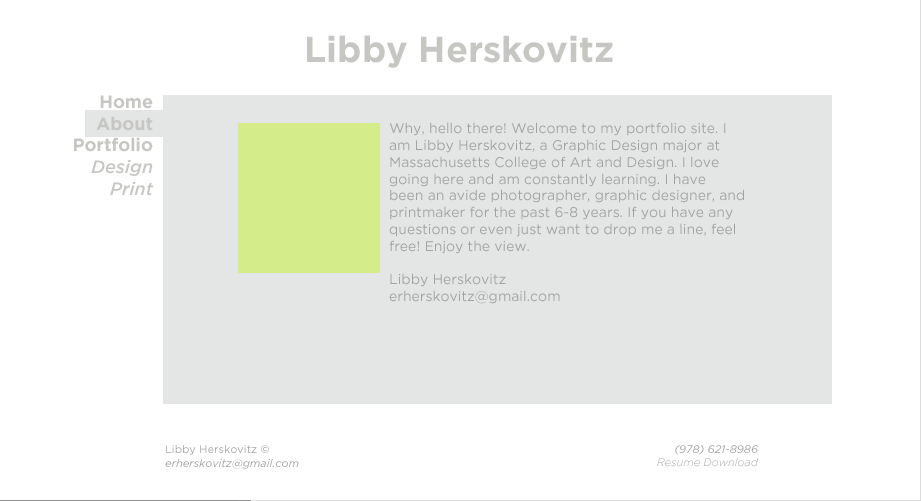 Libby Herskovitz
Home
About
Portfolio
Design
Print
Why, hello there! Welcome to my portfolio site. I
am Libby Herskovitz, a Graphic Design major at
Massachusetts College of Art and Design. I love
going here and am constantly learning. I have
been an avide photographer, graphic designer, and
printmaker for the past 6-8 years. If you have any
questions or even just want to drop me a line, feel
free! Enjoy the view.
Libby Herskovitz
erherskovitz@gmail.com
Libby Herskovitz ©
erherskovitz@gmail.com
(978) 621-8986
Resume Download